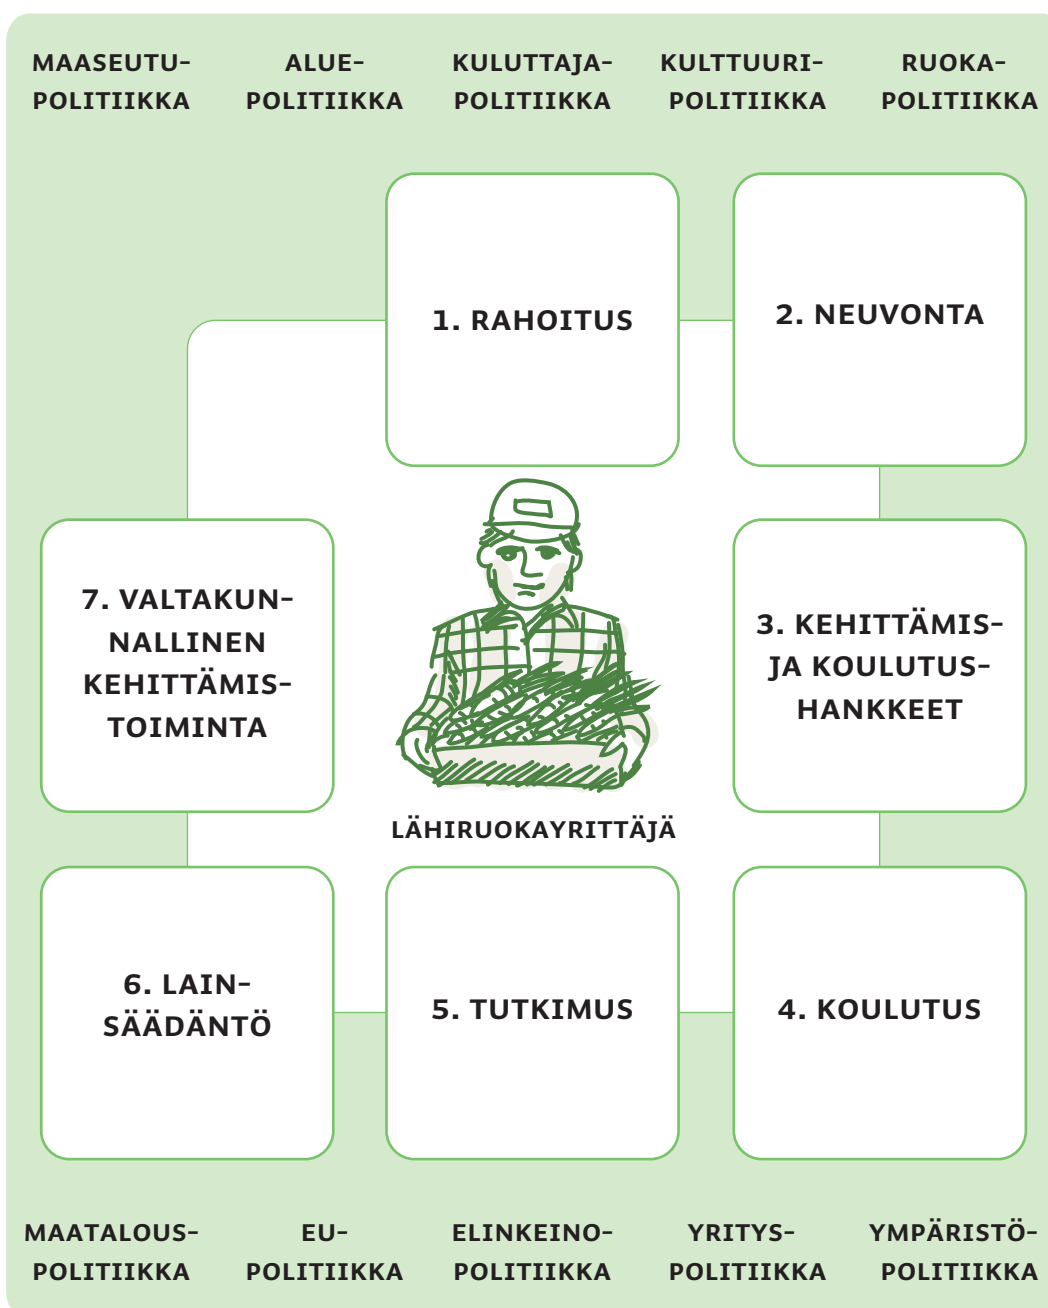 MAASEUTU-
POLITIIKKA
ALUE-
POLITIIKKA
KULUTTAJA-
POLITIIKKA
KULTTUURI-
POLITIIKKA
RUOKA-
POLITIIKKA
1. RAHOITUS
2. NEUVONTA
3. KEHITTÄMIS-
JA KOULUTUS-
HANKKEET
4. KOULUTUS
5. TUTKIMUS
6. LAIN-
SÄÄDÄNTÖ
7. VALTAKUN-
NALLINEN
KEHITTÄMIS-
TOIMINTA
LÄHIRUOKAYRITTÄJÄ
MAATALOUS-
POLITIIKKA
EU-
POLITIIKKA
ELINKEINO-
POLITIIKKA
YRITYS-
POLITIIKKA
YMPÄRISTÖ-
POLITIIKKA